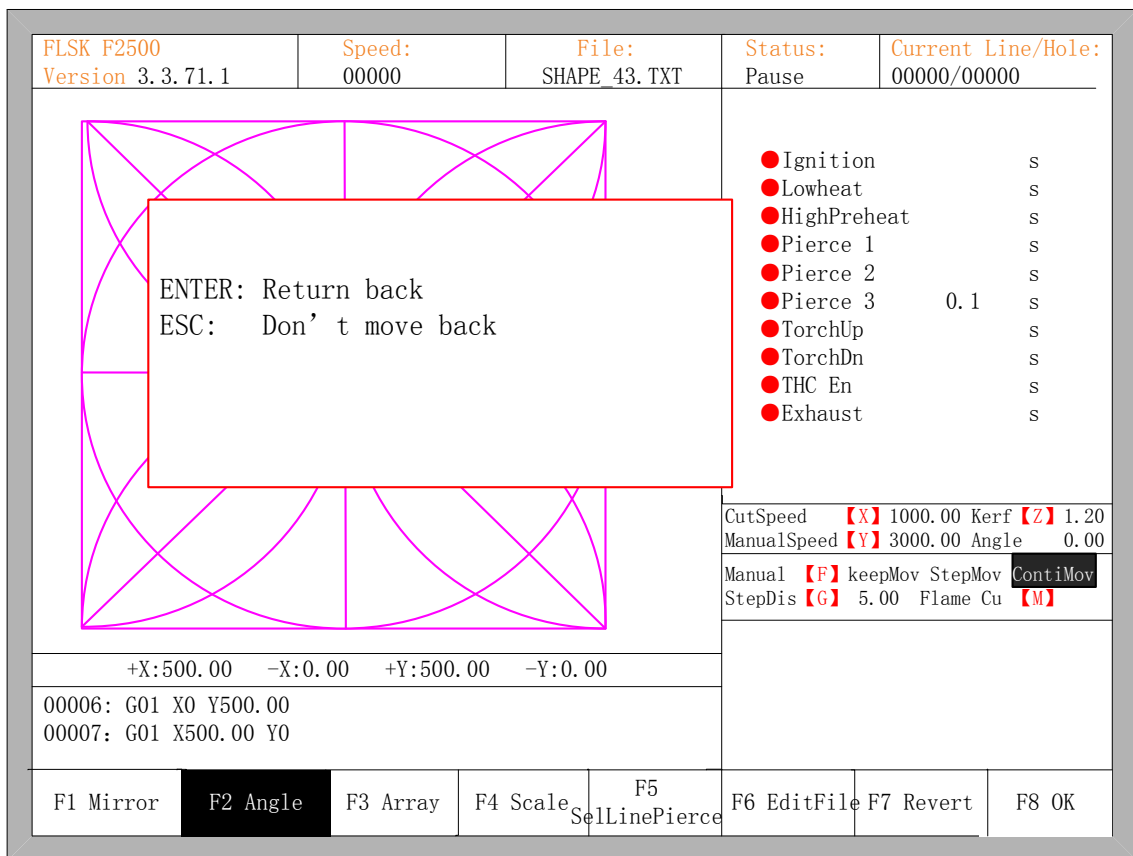 FLSK F2500
Version 3.3.71.1
Speed:
00000
File:
SHAPE_43.TXT
Status:
Pause
Current Line/Hole:
00000/00000
ENTER: Return back
ESC: Don’t move back
Ignition s
Lowheat s
HighPreheat s
Pierce 1 s
Pierce 2 s
Pierce 3 0.1 s
TorchUp s
TorchDn s
THC En s
Exhaust s
CutSpeed 【X】 1000.00 Kerf【Z】1.20
ManualSpeed【Y】 3000.00 Angle 0.00
Manual 【F】keepMov StepMov ContiMov
StepDis【G】 5.00 Flame Cu 【M】
+X:500.00 -X:0.00 +Y:500.00 -Y:0.00
00006: G01 X0 Y500.00
00007: G01 X500.00 Y0
F1 Mirror
F2 Angle
F3 Array
F4 Scale
F5
SelLinePierce
F6 EditFile
F7 Revert
F8 OK